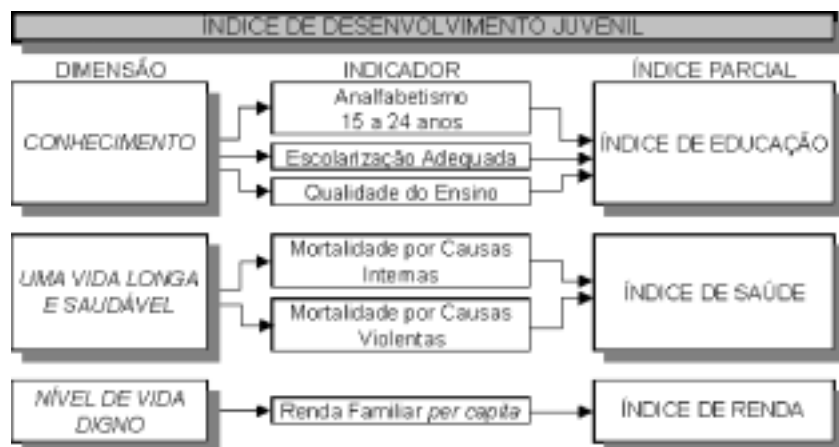 ÍNDICE DE DESENVOLVIMENTO JUVENIL
DIMENSÃO
INDICADOR
ÍNDICE PARCIAL
CONHECIMENTO
Analfabetismo
15 a 24 anos
Escolarização Adequada
Qualidade do Ensino
ÍNDICE DE EDUCAÇÃO
UMA VIDA LONGA
E SAUDÁVEL
Mortalidade por Causas
Internas
Mortalidade por Causas
Violentas
ÍNDICE DE SAÚDE
NÍVEL DE VIDA
DIGNO
Renda Familiar per capita
ÍNDICE DE RENDA